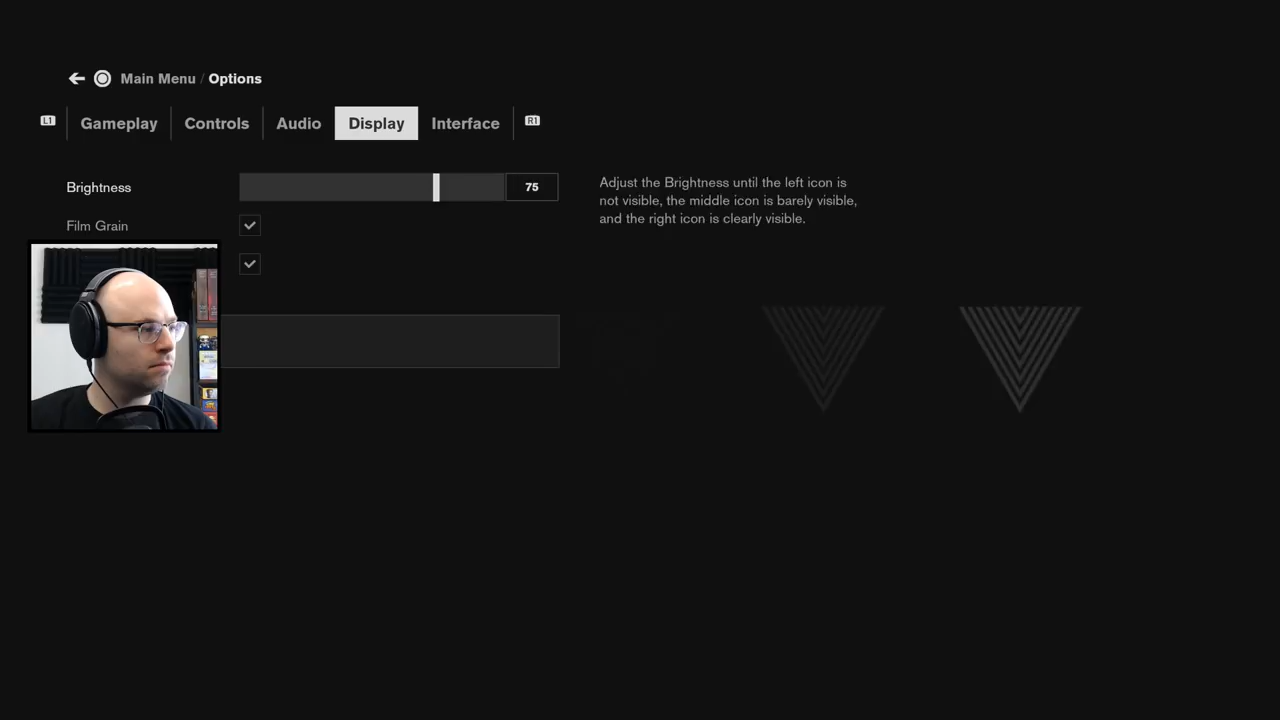 Main Menu / Options
L1 Gameplay Controls Audio Display Interface R1
Brightness 75
Film Grain
Adjust the Brightness until the left icon is
not visible, the middle icon is barely visible,
and the right icon is clearly visible.